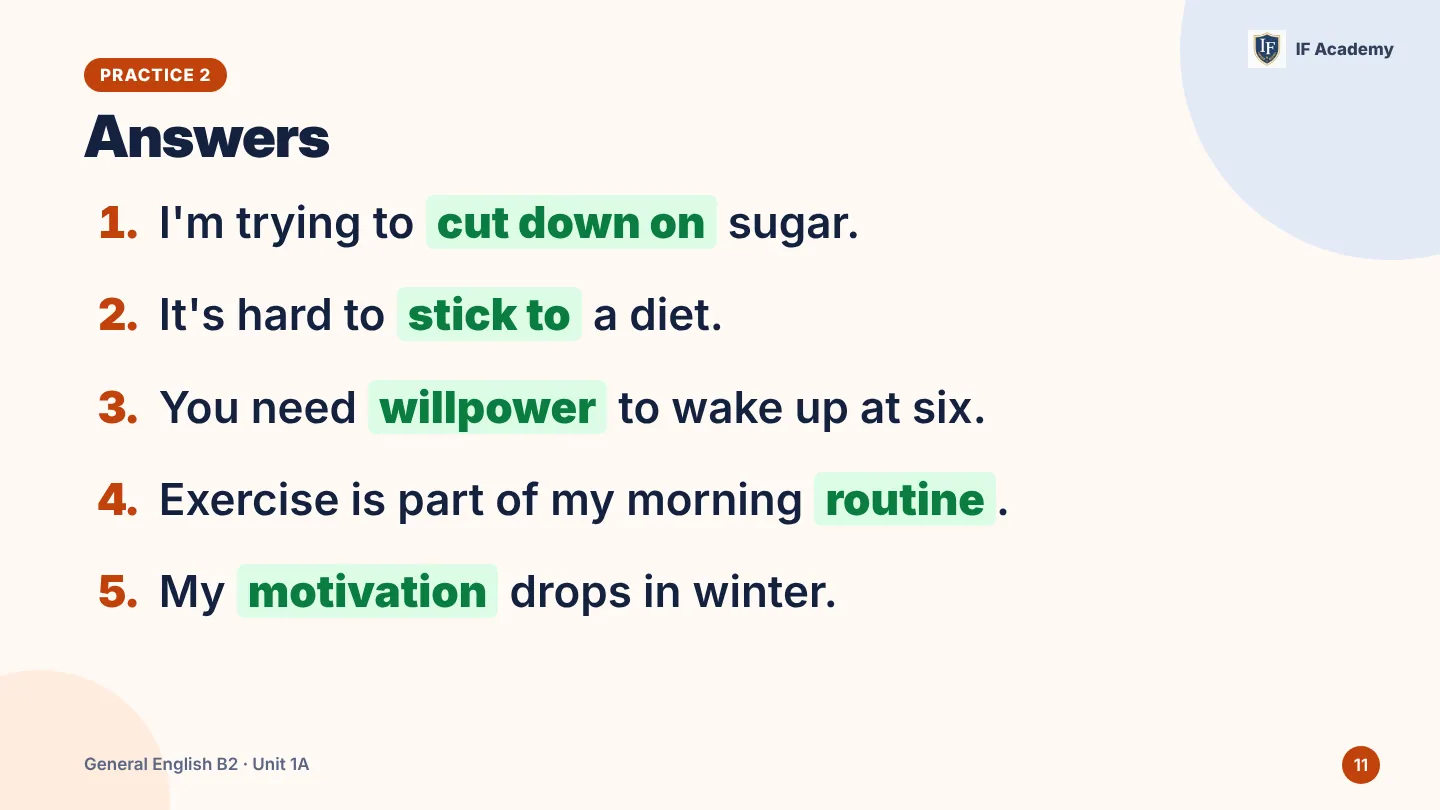 PRACTICE 2
IF IF Academy
Answers
1. I'm trying to cut down on sugar.
2. It's hard to stick to a diet.
3. You need willpower to wake up at six.
4. Exercise is part of my morning routine.
5. My motivation drops in winter.
General English B2 · Unit 1A
11